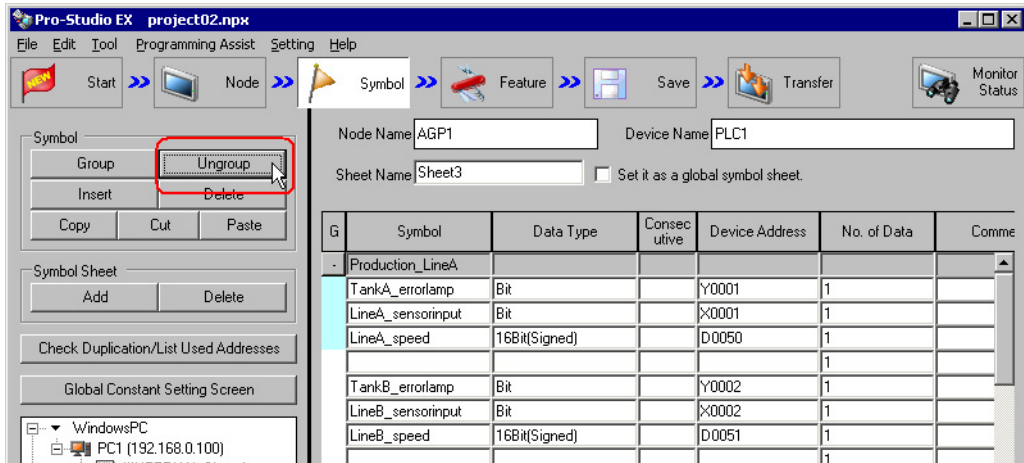 Pro-Studio EX project02.npx
File Edit Tool Programming Assist Setting Help
NEW Start Node Symbol Feature Save Transfer Monitor Status
Symbol
Group Ungroup
Insert Delete
Copy Cut Paste
Symbol Sheet
Add Delete
Check Duplication/List Used Addresses
Global Constant Setting Screen
WindowsPC
PC1 (192.168.0.100)
Node Name AGP1 Device Name PLC1
Sheet Name Sheet3 Set it as a global symbol sheet.
G Symbol Data Type Consecutive Device Address No. of Data Comme
- Production_LineA
TankA_errorlamp Bit Y0001 1
LineA_sensorinput Bit X0001 1
LineA_speed 16Bit(Signed) D0050 1
1
TankB_errorlamp Bit Y0002 1
LineB_sensorinput Bit X0002 1
LineB_speed 16Bit(Signed) D0051 1
1